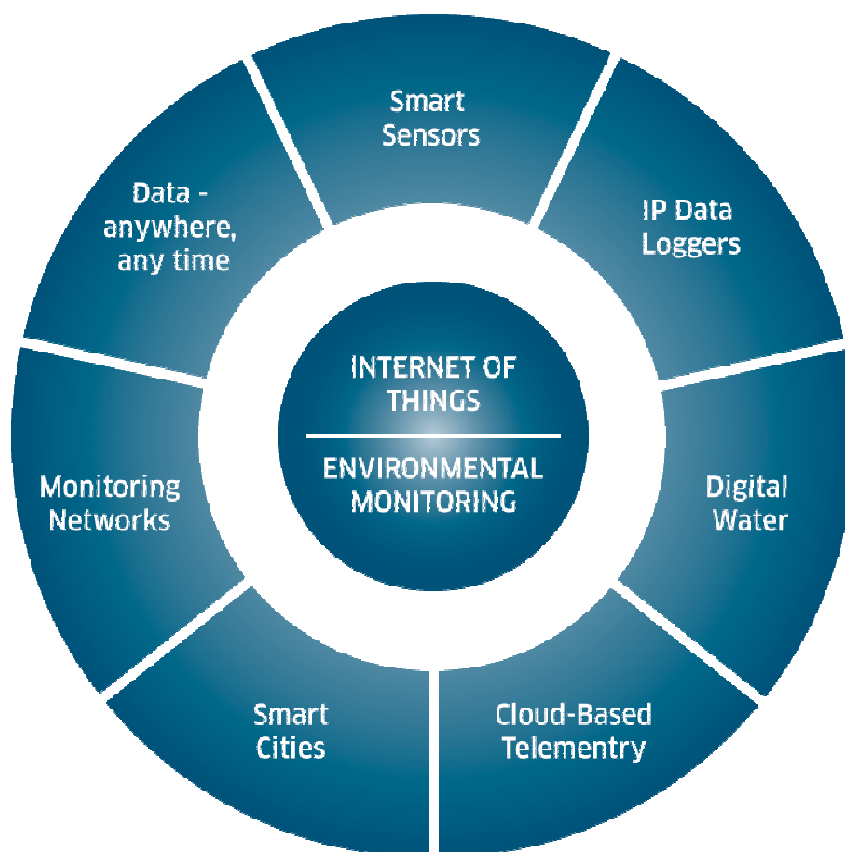 Smart
Sensors
IP Data
Loggers
Digital
Water
Cloud-Based
Telementry
Smart
Cities
Monitoring
Networks
Data -
anywhere,
any time
INTERNET OF
THINGS
ENVIRONMENTAL
MONITORING